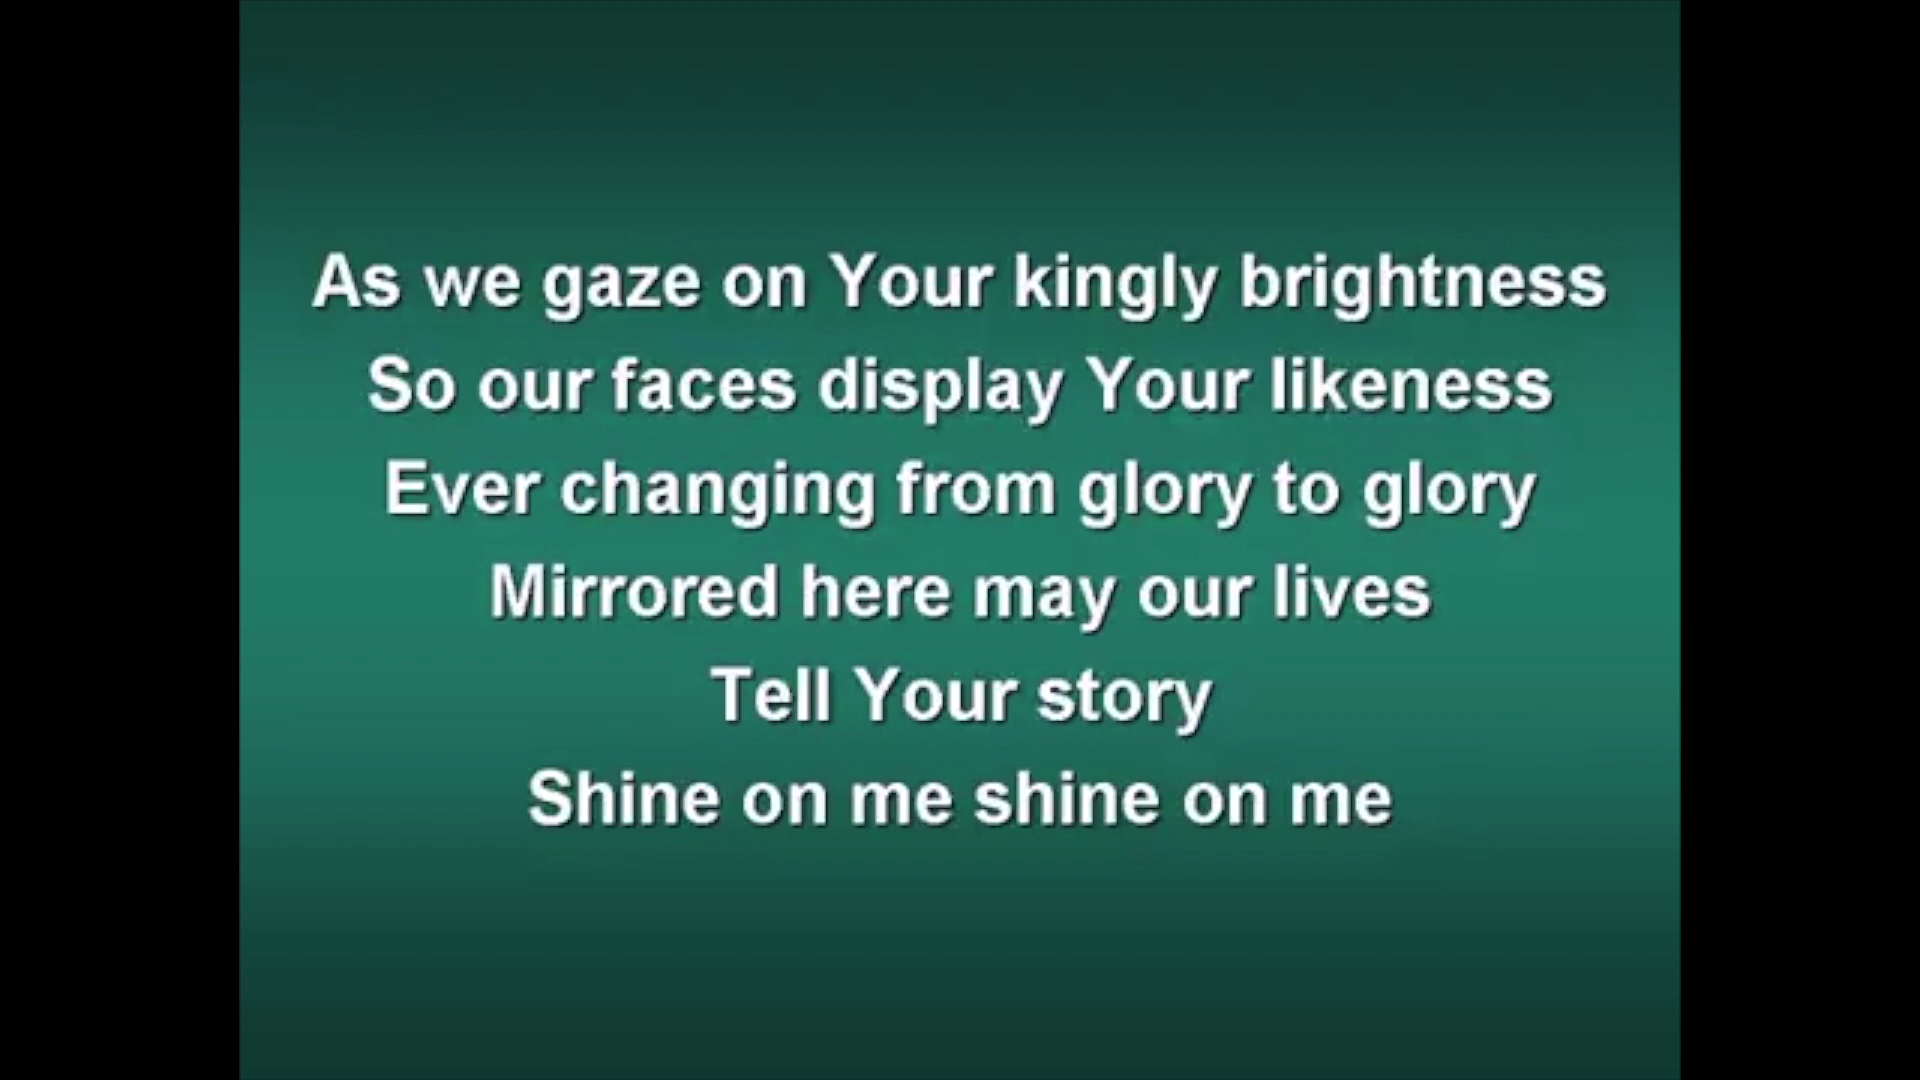 As we gaze on Your kingly brightness
So our faces display Your likeness
Ever changing from glory to glory
Mirrored here may our lives
Tell Your story
Shine on me shine on me